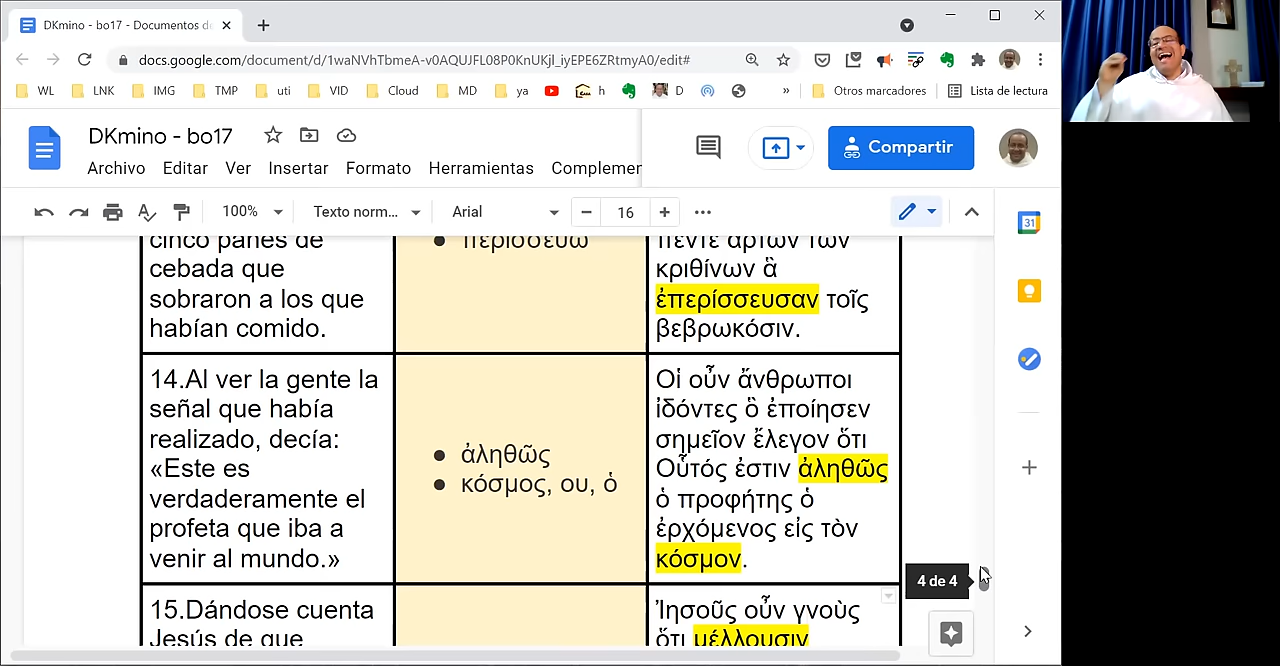 DKmino - bo17 - Documentos d
docs.google.com/document/d/1waNVhTbmeA-v0AQUJFL08P0KnUKjl_iyEPE6ZRtmyA0/edit#
WL LNK IMG TMP uti VID Cloud MD ya h D » Otros marcadores Lista de lectura
DKmino - bo17
Archivo Editar Ver Insertar Formato Herramientas Complemen
Compartir
100% Texto norm... Arial 16
31
cinco panes de
cebada que
sobraron a los que
habían comido.
περισσεύω
πέντε ἄρτων τῶν
κριθίνων ἃ
ἐπερίσσευσαν τοῖς
βεβρωκόσιν.
14.Al ver la gente la
señal que había
realizado, decía:
«Este es
verdaderamente el
profeta que iba a
venir al mundo.»
ἀληθῶς
κόσμος, ου, ὁ
Οἱ οὖν ἄνθρωποι
ἰδόντες ὃ ἐποίησεν
σημεῖον ἔλεγον ὅτι
Οὗτός ἐστιν ἀληθῶς
ὁ προφήτης ὁ
ἐρχόμενος εἰς τὸν
κόσμον.
4 de 4
15.Dándose cuenta
Jesús de que
Ἰησοῦς οὖν γνοὺς
ὅτι μέλλουσιν